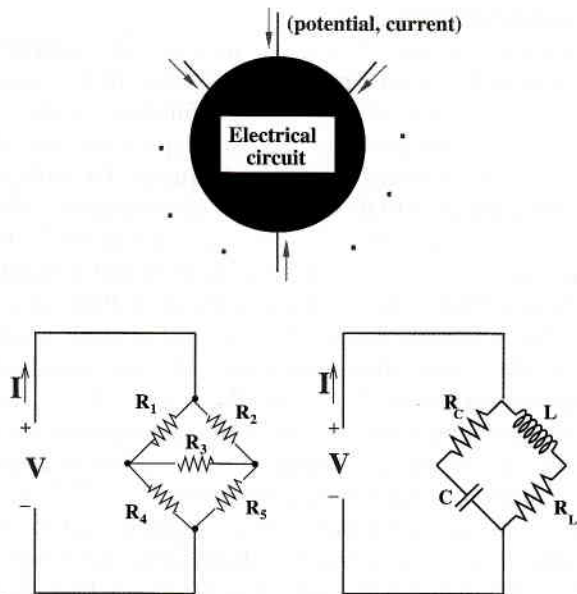 (potential, current)
Electrical
circuit
I
R1
R2
R3
+
V
−
R4
R5
I
RC
L
+
V
−
C
RL